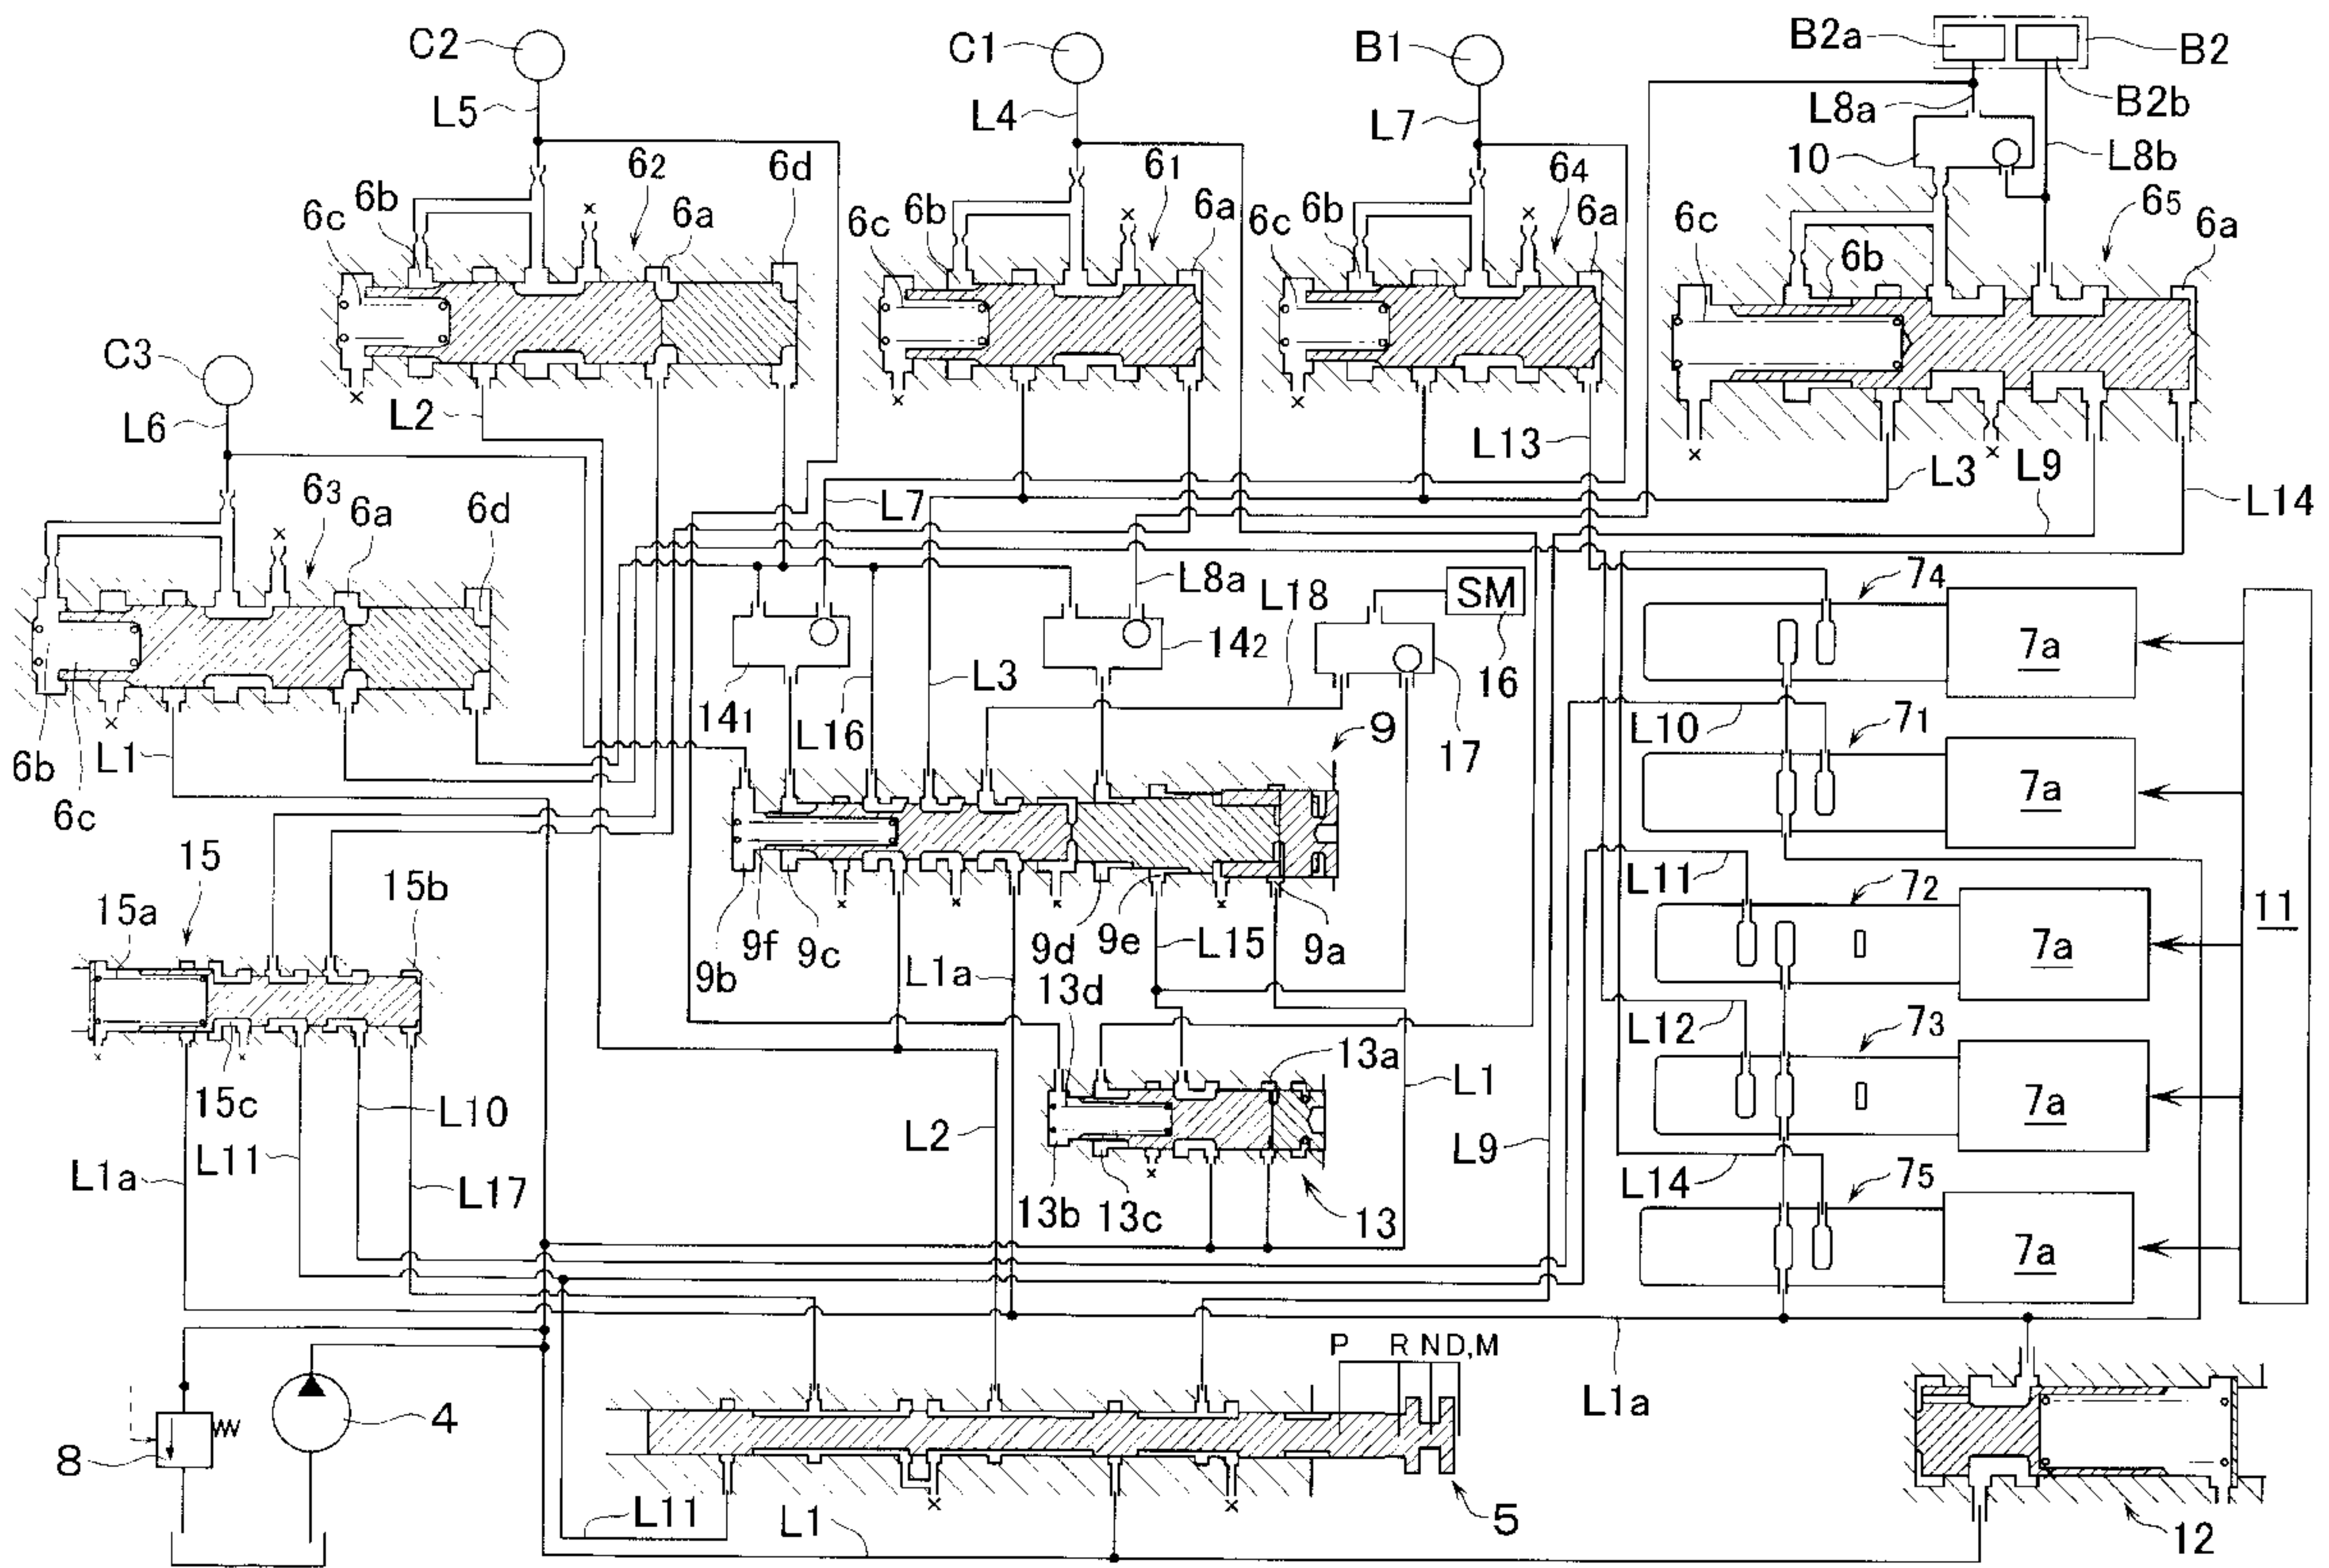 C2
C1
B1
B2a
B2
B2b
L5
L4
L7
L8a
L8b
10
6b
6c
62
6a
6d
6c
6b
61
6a
6c
6b
64
6a
6c
6b
65
6a
×
×
×
C3
L6
L2
×
×
×
×
×
L13
L3
L9
L14
63
6a
6d
×
L7
L8a
L18
SM
16
17
74
7a
141
L16
L3
142
9
L10
71
7a
6b
6c
L1
×
15
15a
15b
L11
72
7a
11
×
×
×
×
9b
9f
9c
9d
9e
9a
L15
L1a
13d
13a
L12
73
7a
×
×
15c
L10
L11
L1a
L17
L2
L1
L9
×
13b
13c
13
L14
75
7a
P
R
N
D,M
L1a
4
8
L11
L1
×
×
5
12